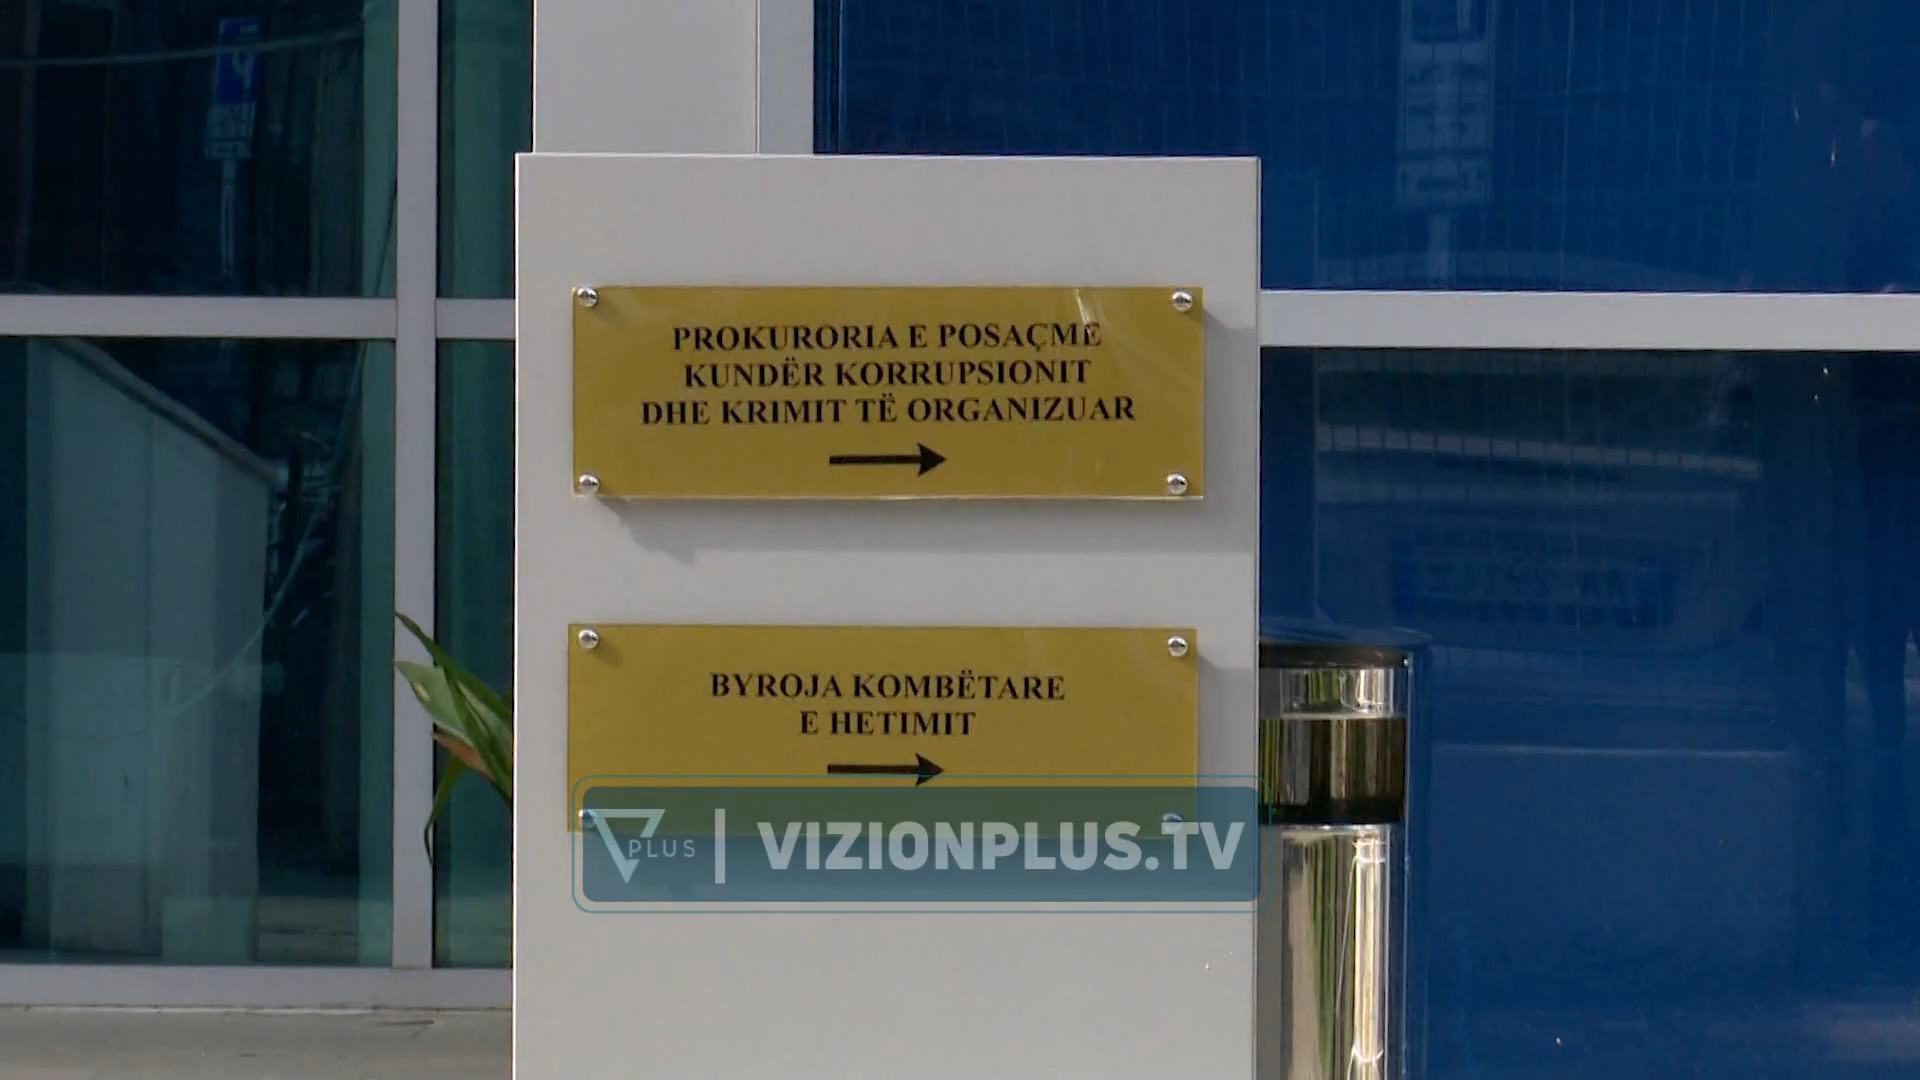 PROKURORIA E POSAÇME
KUNDËR KORRUPSIONIT
DHE KRIMIT TË ORGANIZUAR
BYROJA KOMBËTARE
E HETIMIT
PLUS | VIZIONPLUS.TV